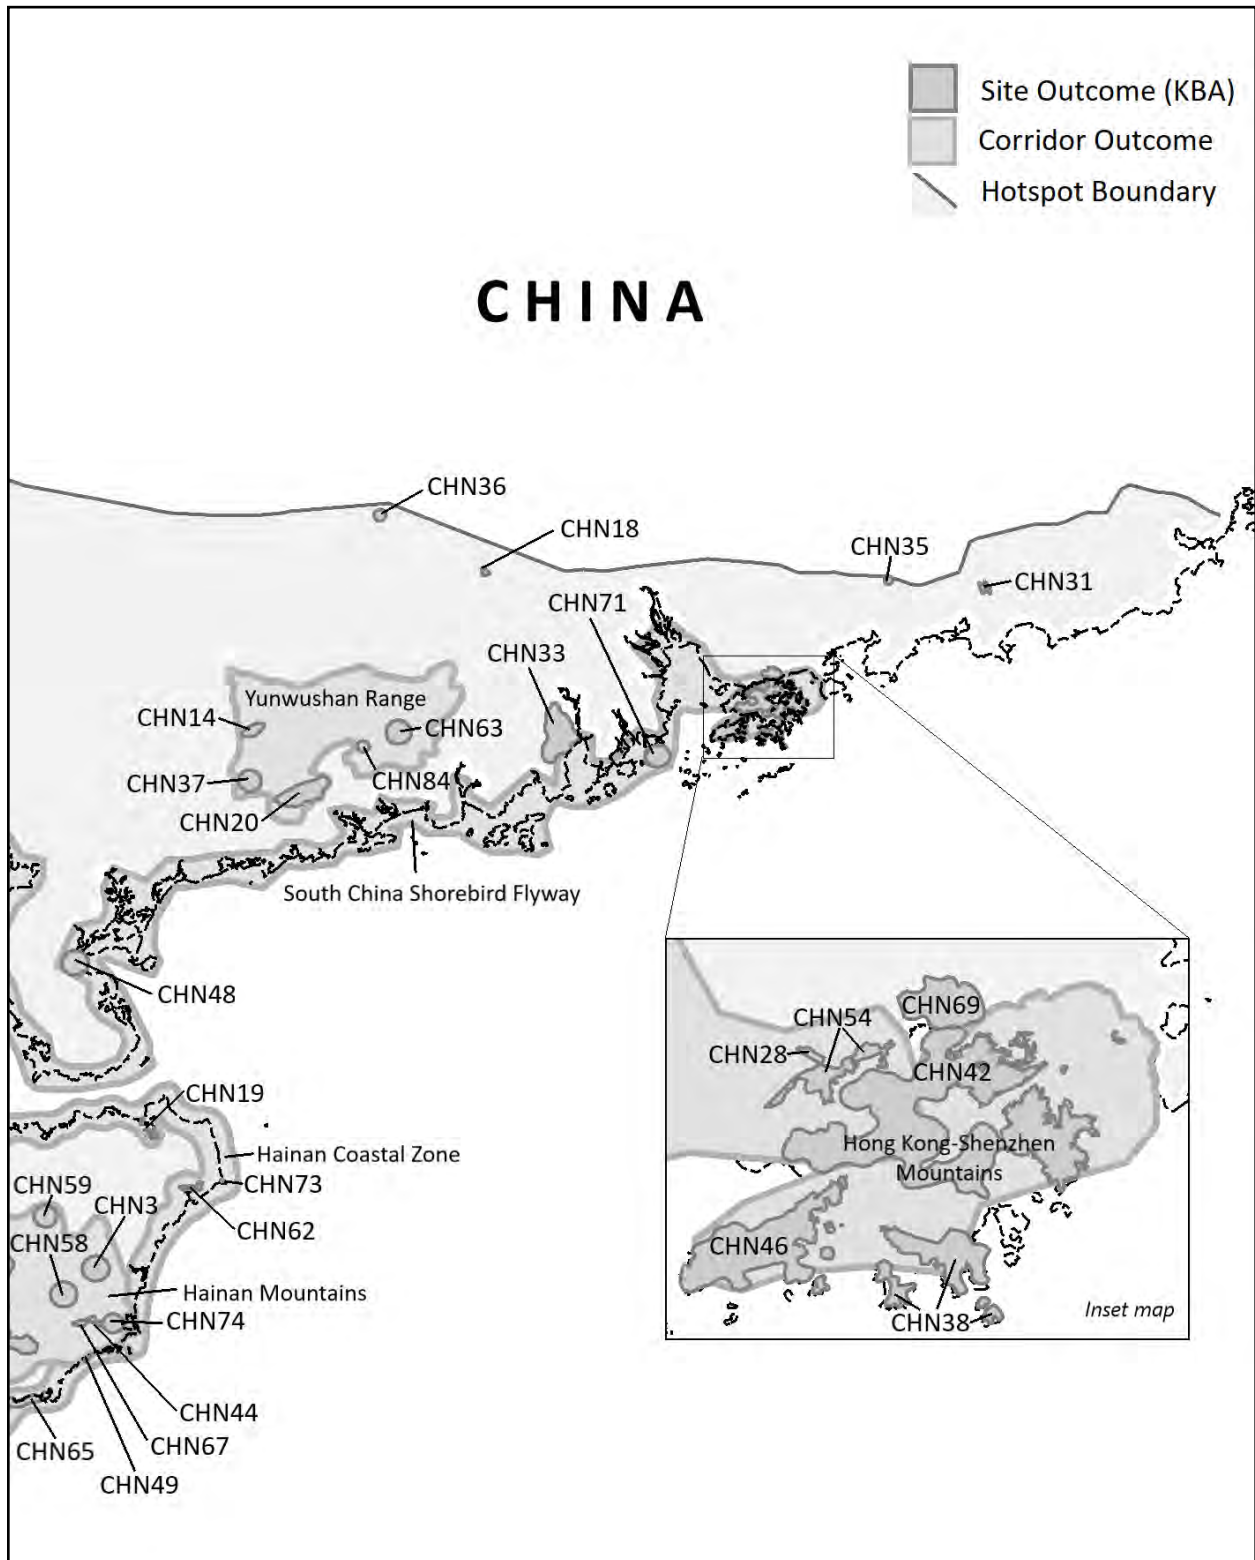 Site Outcome (KBA)
Corridor Outcome
Hotspot Boundary
CHINA
CHN36
CHN18
CHN35
CHN31
CHN71
CHN33
Yunwushan Range
CHN14
CHN63
CHN37
CHN84
CHN20
South China Shorebird Flyway
CHN48
CHN69
CHN54
CHN28
CHN42
Hong Kong-Shenzhen
Mountains
CHN46
CHN38
Inset map
CHN19
Hainan Coastal Zone
CHN59
CHN3
CHN73
CHN62
CHN58
Hainan Mountains
CHN74
CHN44
CHN67
CHN65
CHN49